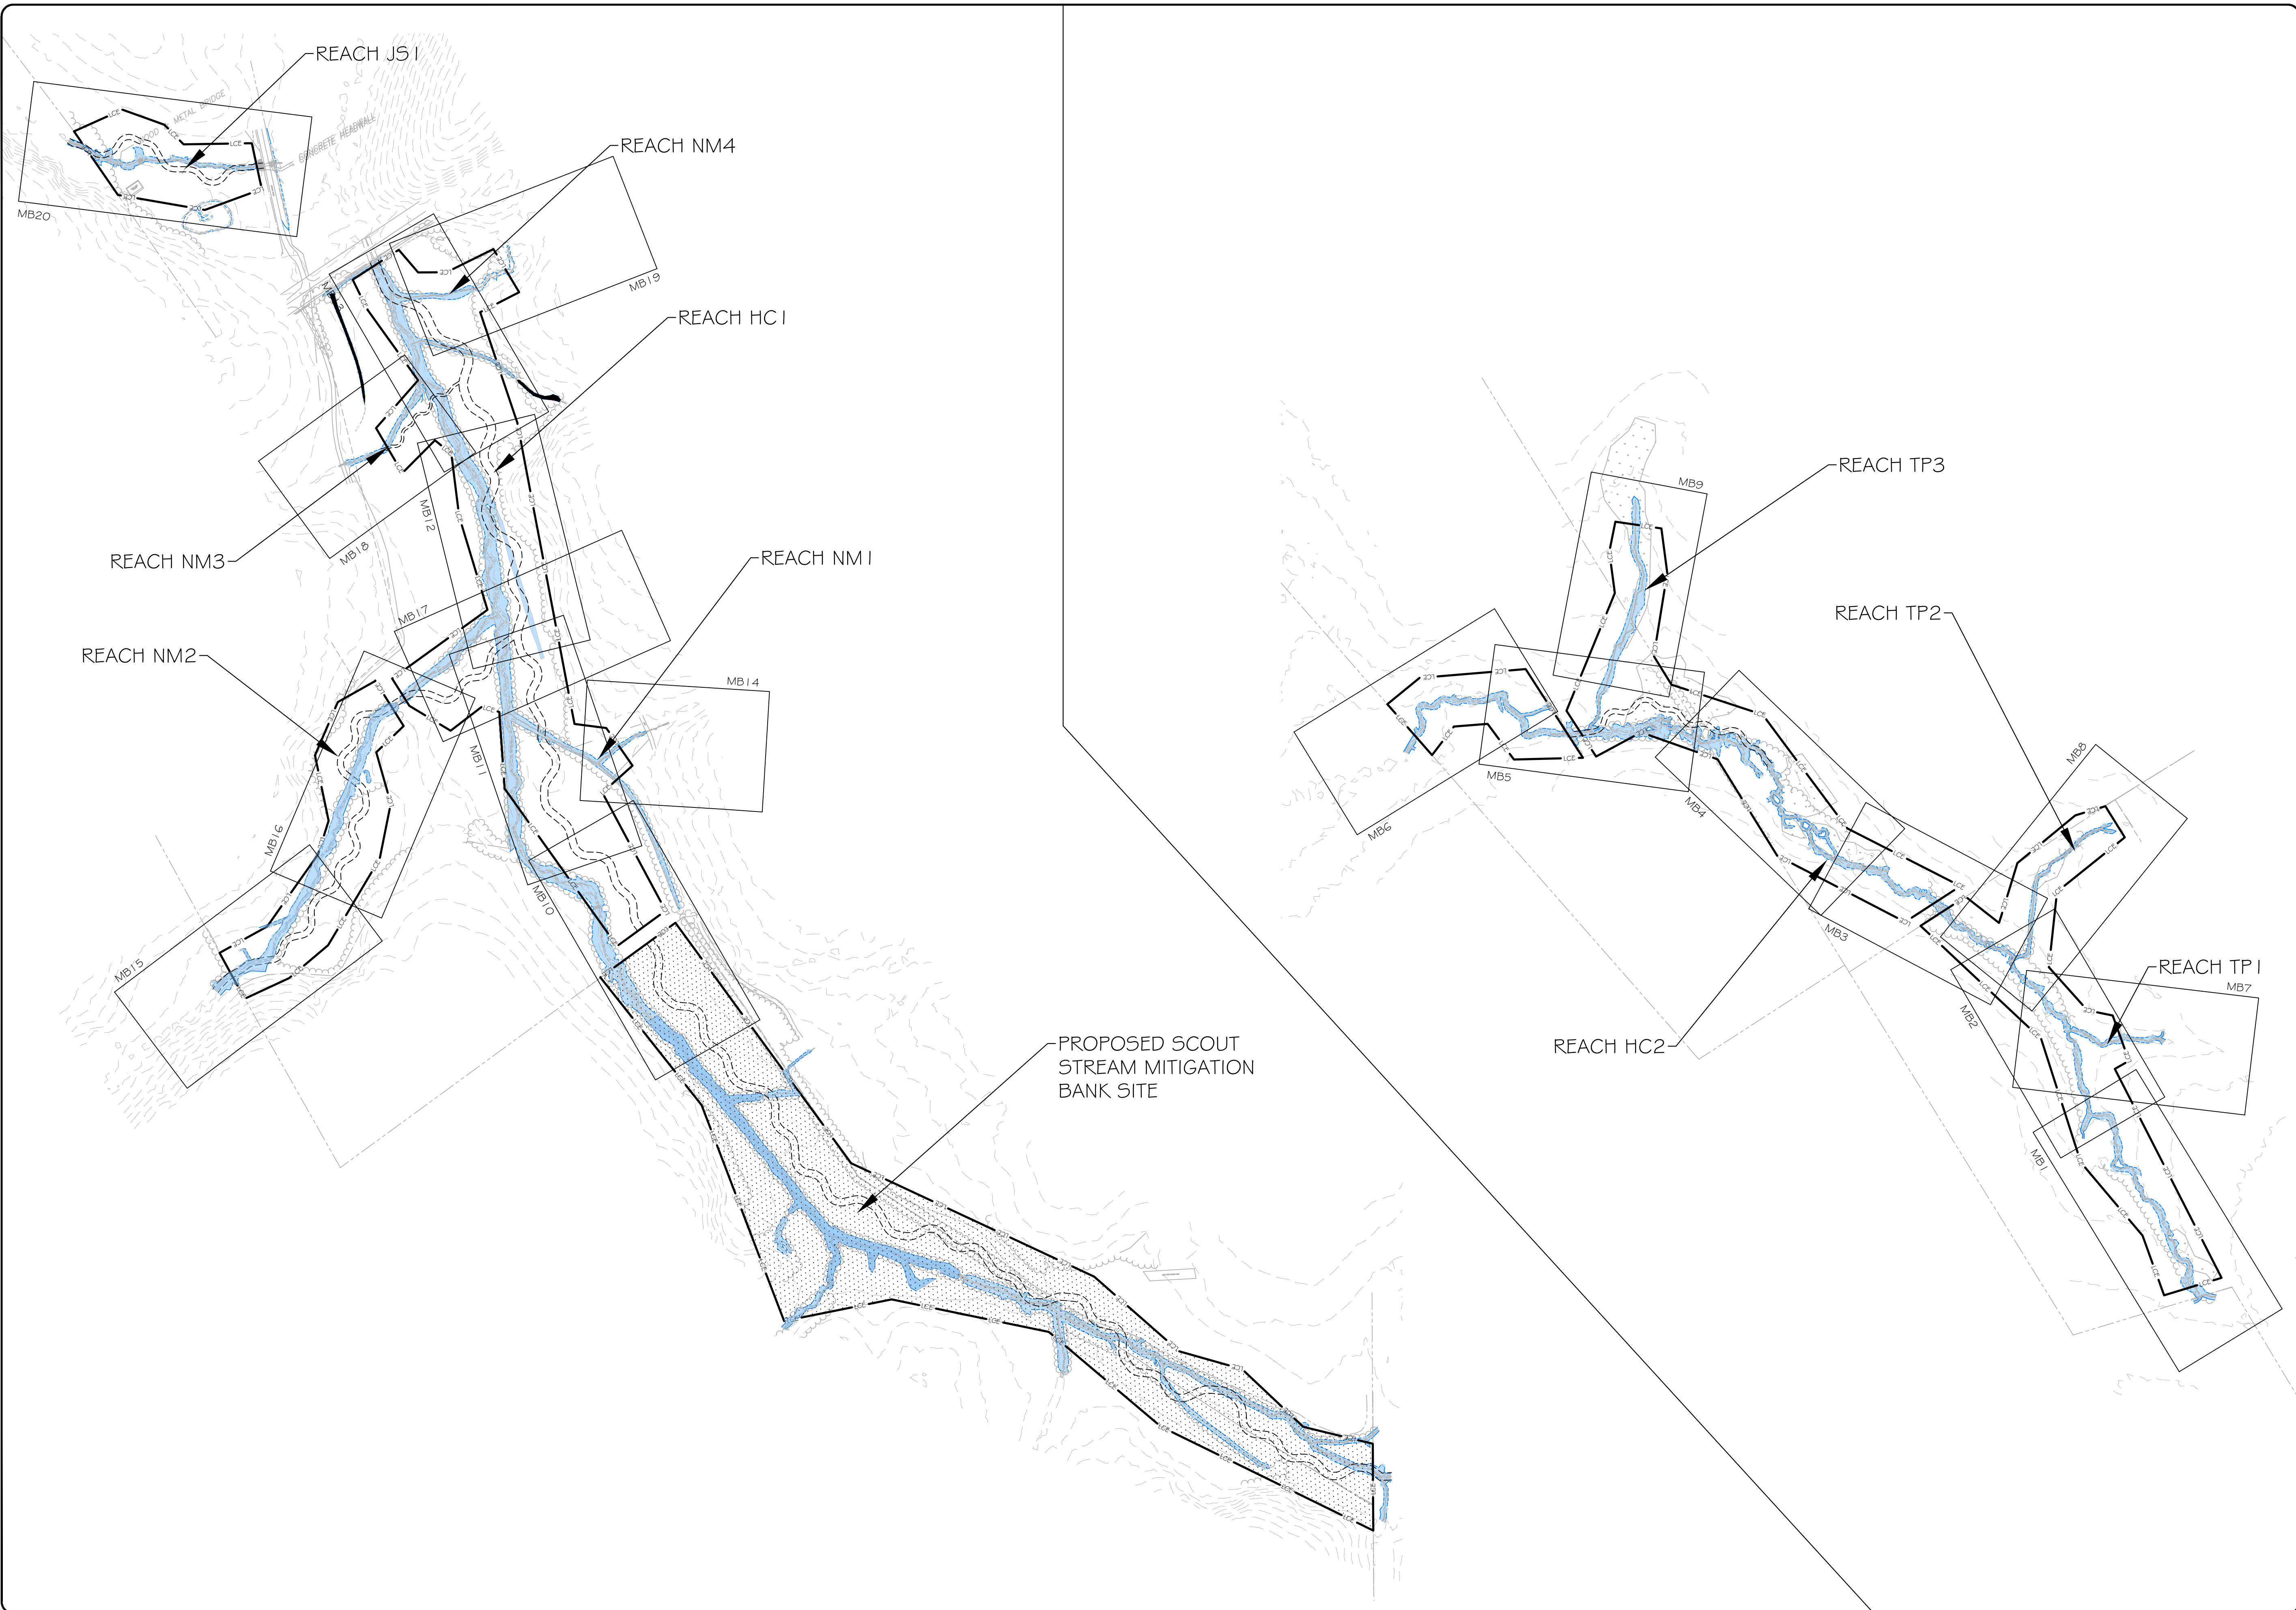 REACH JS1
METAL BRIDGE
CONCRETE HEADWALL
MB20
REACH NM4
MB19
REACH HC1
MB18
MB12
REACH NM3
REACH NM1
MB17
REACH NM2
MB14
MB11
MB16
MB10
MB15
PROPOSED SCOUT
STREAM MITIGATION
BANK SITE
REACH TP3
MB9
REACH TP2
MB8
MB5
MB4
MB6
MB3
REACH TP1
MB7
MB2
REACH HC2
MB1
LCE